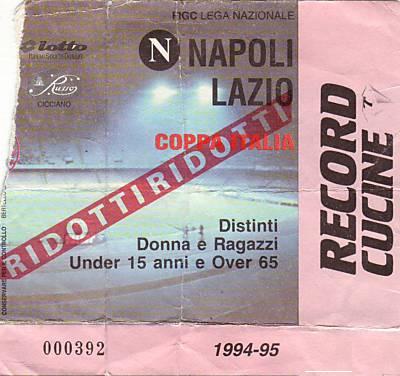 FIGC LEGA NAZIONALE
lotto
N NAPOLI
LAZIO
Russo
CICCIANO
COPPA ITALIA
RIDOTTIRIDOTTI
Distinti
Donna e Ragazzi
Under 15 anni e Over 65
000392
1994-95
RECORD
CUCINE